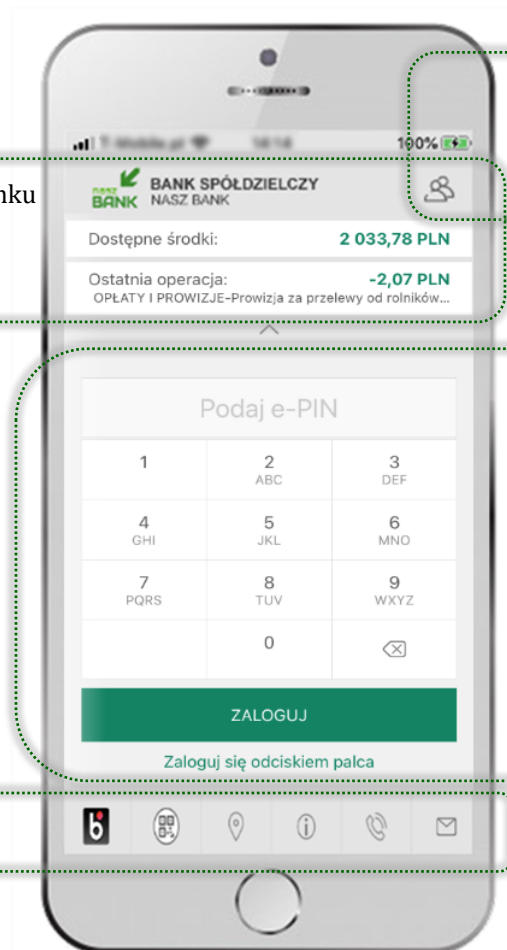 100%
nku
nasz
BANK
BANK SPÓŁDZIELCZY
NASZ BANK
Dostępne środki: 2 033,78 PLN
Ostatnia operacja: -2,07 PLN
OPŁATY I PROWIZJE-Prowizja za przelewy od rolników...
Podaj e-PIN
1 2 3
ABC DEF
4 5 6
GHI JKL MNO
7 8 9
PQRS TUV WXYZ
0
ZALOGUJ
Zaloguj się odciskiem palca